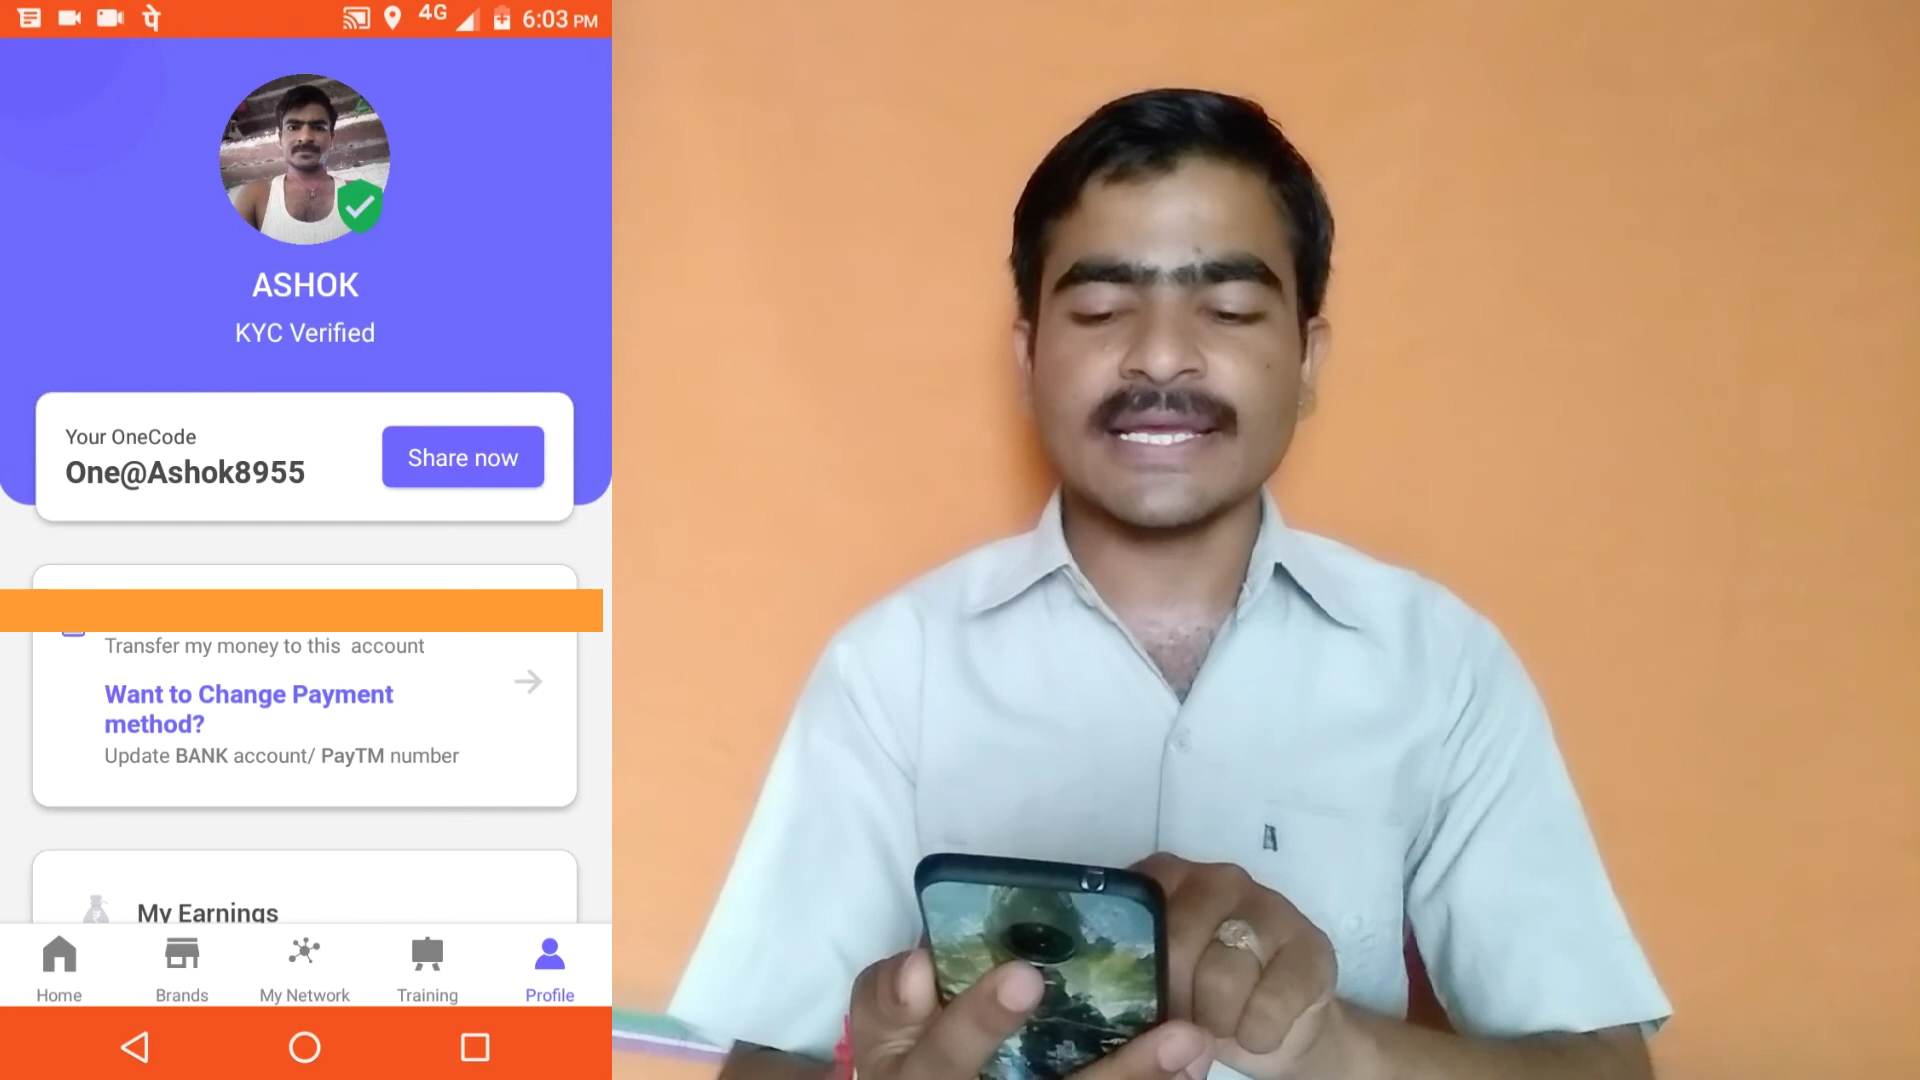 4G 6:03 PM
ASHOK
KYC Verified
Your OneCode
One@Ashok8955
Share now
Transfer my money to this account
Want to Change Payment
method?
Update BANK account/ PayTM number
My Earnings
Home
Brands
My Network
Training
Profile